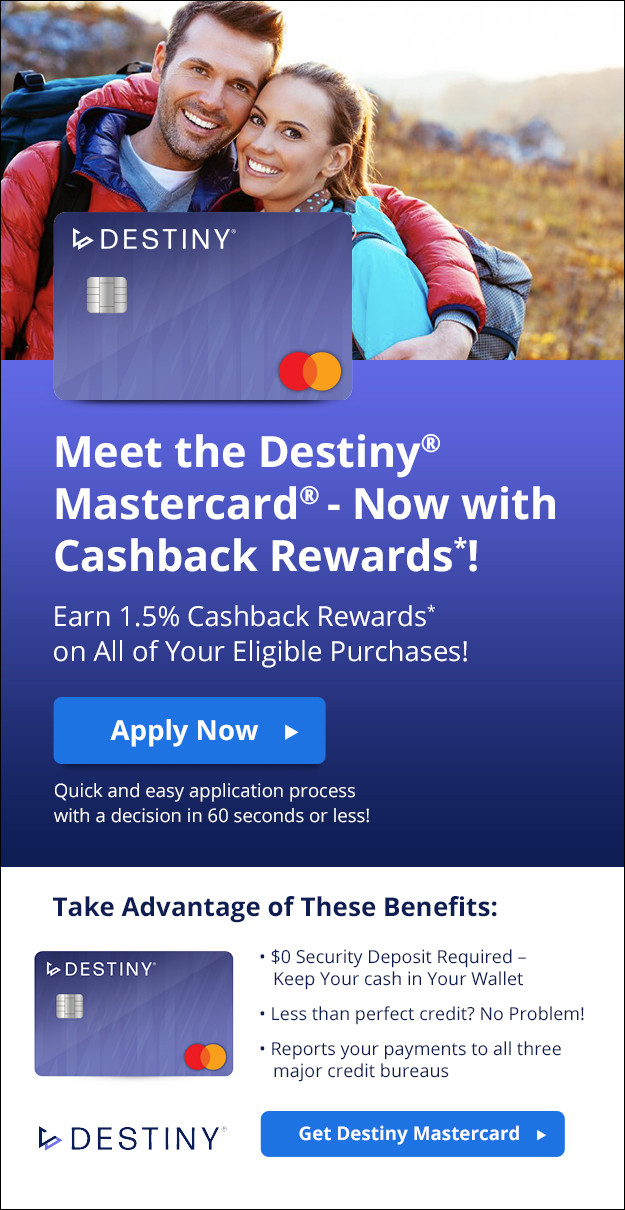 DESTINY®
Meet the Destiny®
Mastercard® - Now with
Cashback Rewards*!
Earn 1.5% Cashback Rewards*
on All of Your Eligible Purchases!
Apply Now
Quick and easy application process
with a decision in 60 seconds or less!
Take Advantage of These Benefits:
DESTINY®
• $0 Security Deposit Required –
Keep Your cash in Your Wallet
• Less than perfect credit? No Problem!
• Reports your payments to all three
major credit bureaus
DESTINY®
Get Destiny Mastercard